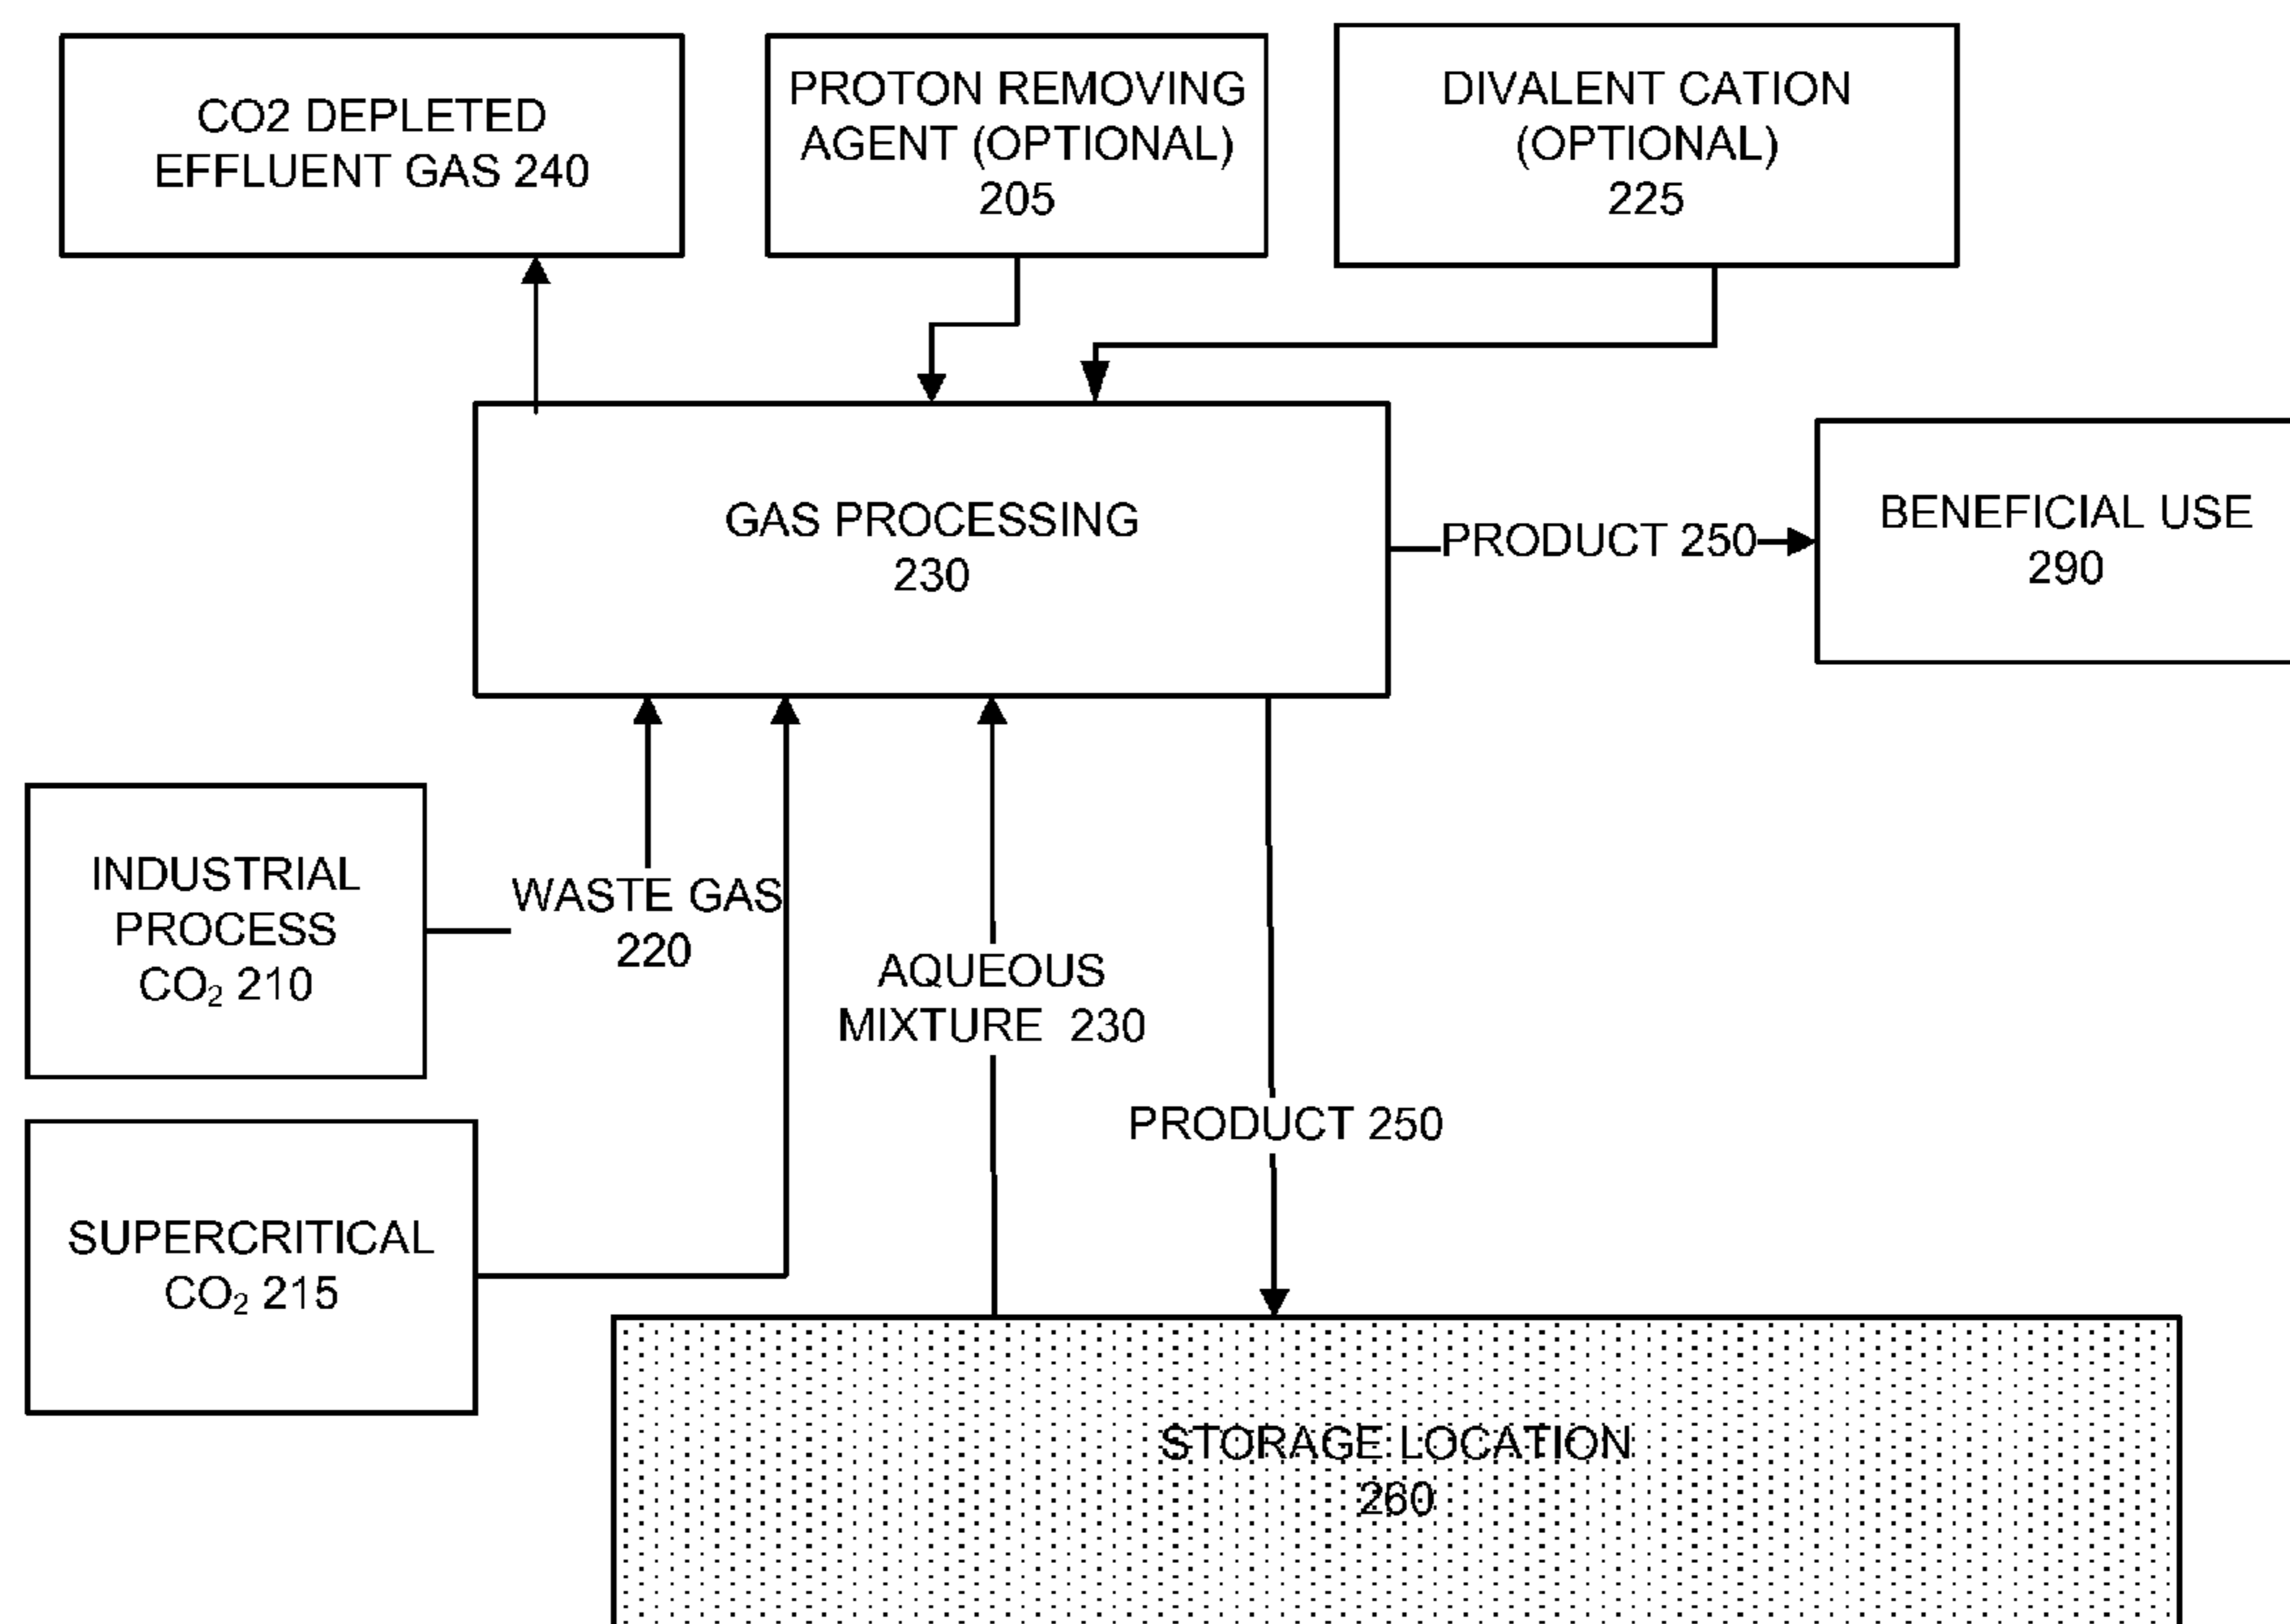 CO2 DEPLETED
EFFLUENT GAS 240
PROTON REMOVING
AGENT (OPTIONAL)
205
DIVALENT CATION
(OPTIONAL)
225
GAS PROCESSING
230
PRODUCT 250
BENEFICIAL USE
290
INDUSTRIAL
PROCESS
CO₂ 210
WASTE GAS
220
AQUEOUS
MIXTURE 230
PRODUCT 250
SUPERCRITICAL
CO₂ 215
STORAGE LOCATION
260